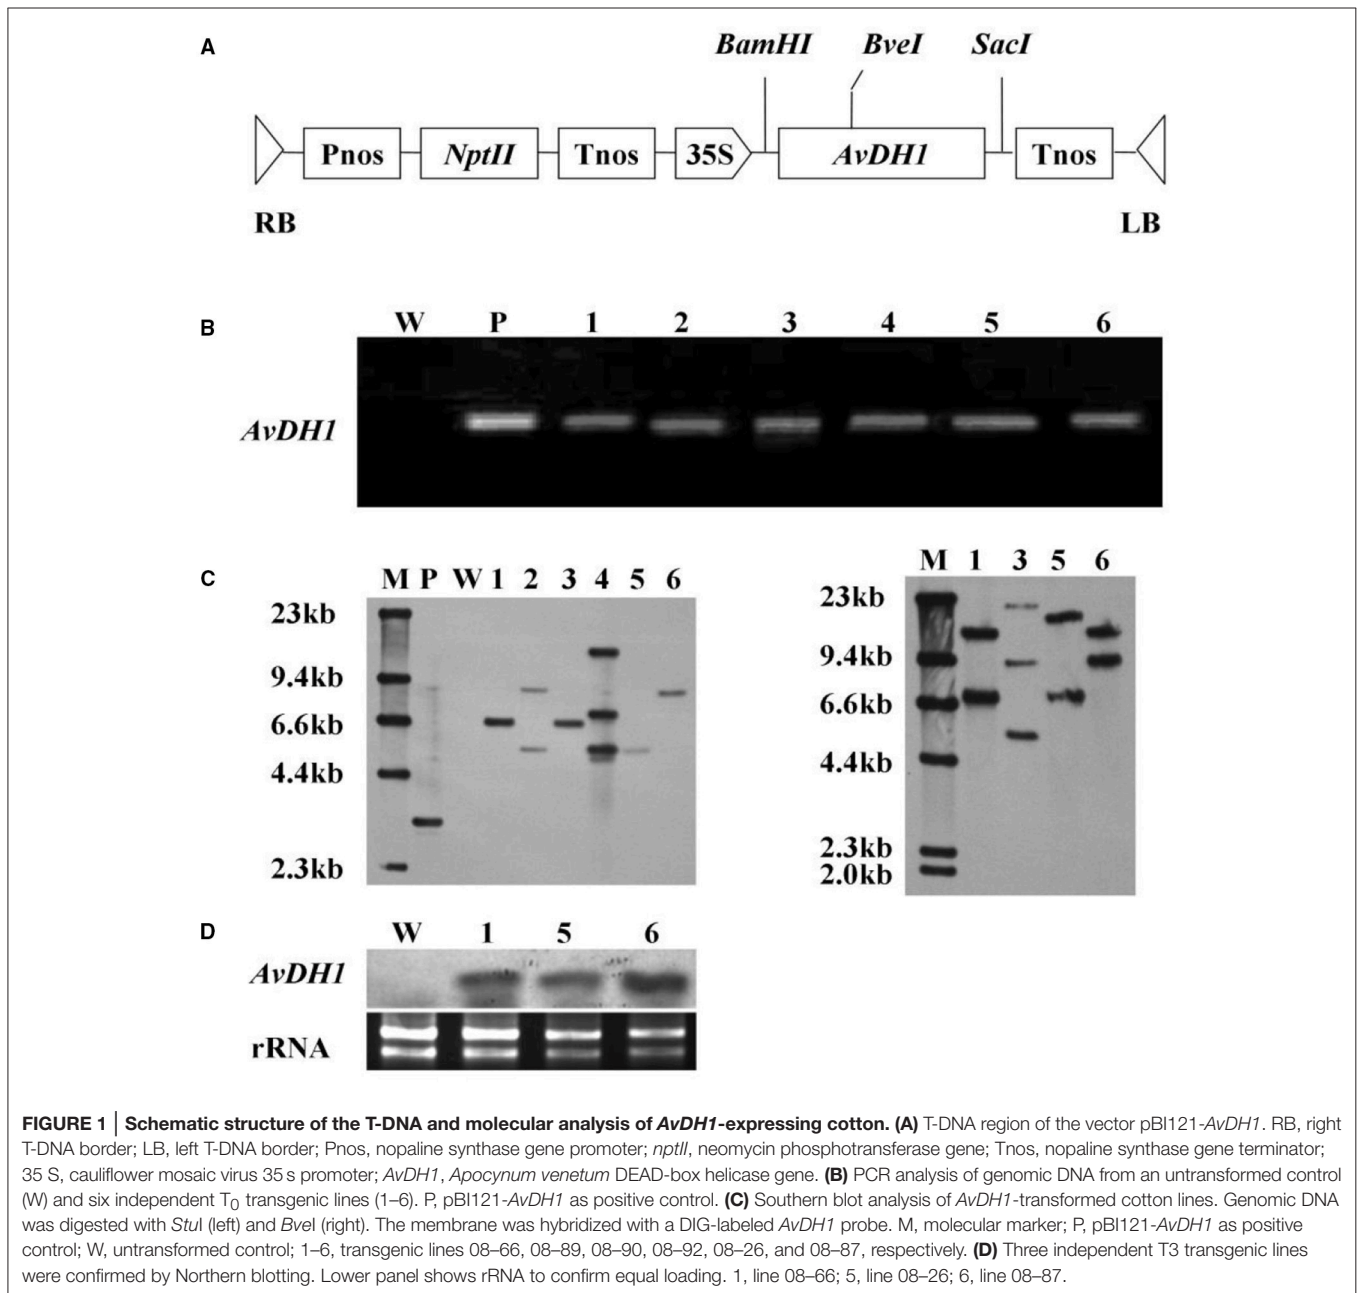 A
BamHI BveI SacI
Pnos NptII Tnos 35S AvDH1 Tnos
RB LB
B
W P 1 2 3 4 5 6
AvDH1
C
M P W 1 2 3 4 5 6
23kb
9.4kb
6.6kb
4.4kb
2.3kb
M 1 3 5 6
23kb
9.4kb
6.6kb
4.4kb
2.3kb
2.0kb
D
W 1 5 6
AvDH1
rRNA
FIGURE 1 | Schematic structure of the T-DNA and molecular analysis of AvDH1-expressing cotton. (A) T-DNA region of the vector pBI121-AvDH1. RB, right
T-DNA border; LB, left T-DNA border; Pnos, nopaline synthase gene promoter; nptII, neomycin phosphotransferase gene; Tnos, nopaline synthase gene terminator;
35 S, cauliflower mosaic virus 35 s promoter; AvDH1, Apocynum venetum DEAD-box helicase gene. (B) PCR analysis of genomic DNA from an untransformed control
(W) and six independent T0 transgenic lines (1–6). P, pBI121-AvDH1 as positive control. (C) Southern blot analysis of AvDH1-transformed cotton lines. Genomic DNA
was digested with StuI (left) and BveI (right). The membrane was hybridized with a DIG-labeled AvDH1 probe. M, molecular marker; P, pBI121-AvDH1 as positive
control; W, untransformed control; 1–6, transgenic lines 08–66, 08–89, 08–90, 08–92, 08–26, and 08–87, respectively. (D) Three independent T3 transgenic lines
were confirmed by Northern blotting. Lower panel shows rRNA to confirm equal loading. 1, line 08–66; 5, line 08–26; 6, line 08–87.